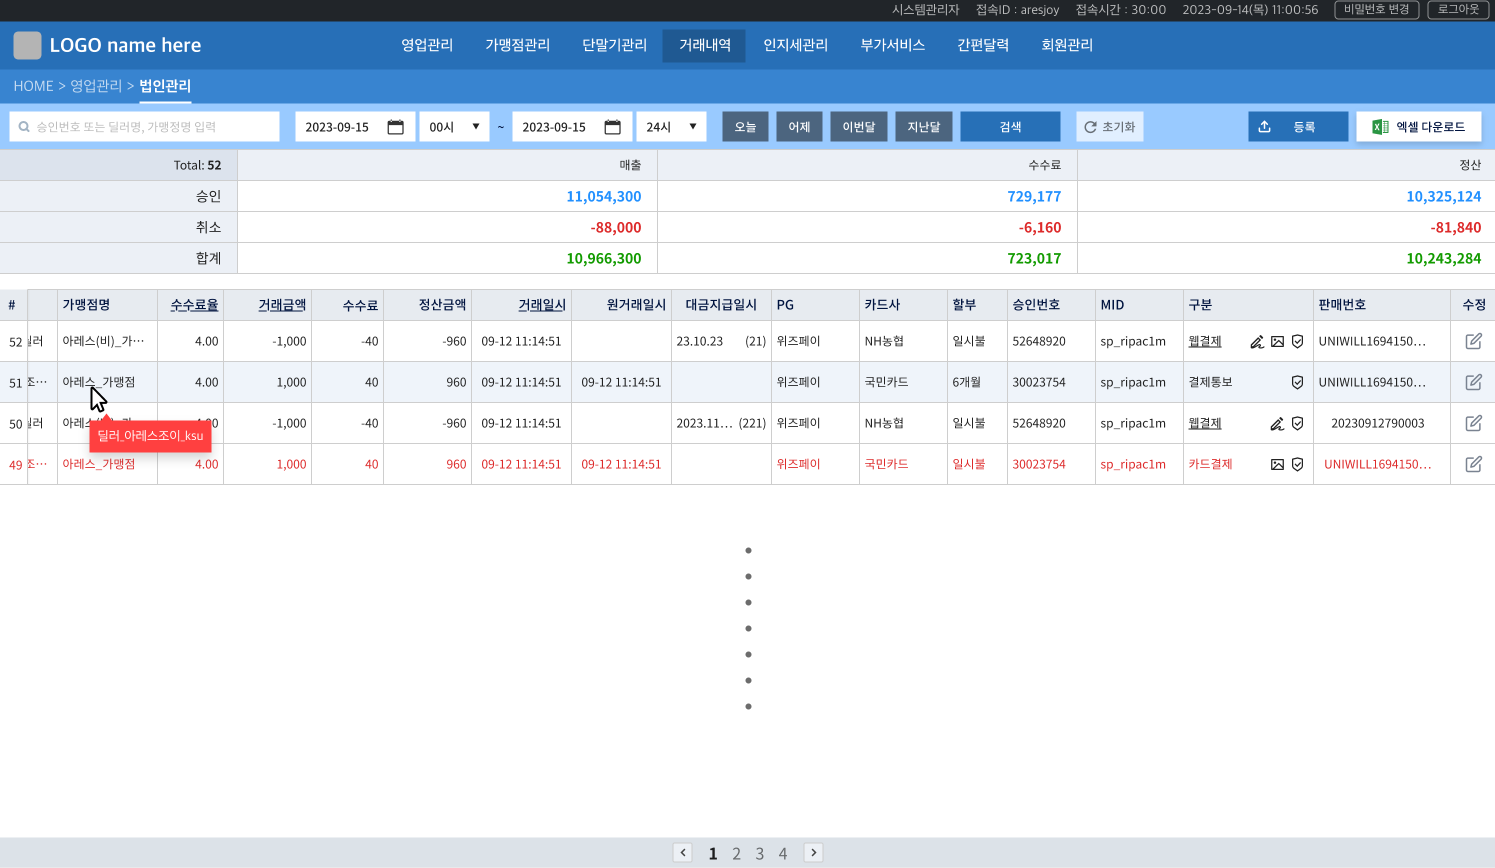 시스템관리자 접속ID : aresjoy 접속시간 : 30:00 2023-09-14(목) 11:00:56 비밀번호 변경 로그아웃
LOGO name here 영업관리 가맹점관리 단말기관리 거래내역 인지세관리 부가서비스 간편달력 회원관리
HOME > 영업관리 > 법인관리
승인번호 또는 딜러명, 가맹정명 입력 2023-09-15 00시 ~ 2023-09-15 24시 오늘 어제 이번달 지난달 검색 초기화 등록 엑셀 다운로드
Total: 52 매출 수수료 정산
승인 11,054,300 729,177 10,325,124
취소 -88,000 -6,160 -81,840
합계 10,966,300 723,017 10,243,284
# 가맹점명 수수료율 거래금액 수수료 정산금액 거래일시 원거래일시 대금지급일시 PG 카드사 할부 승인번호 MID 구분 판매번호 수정
52 아레스(비)_가… 4.00 -1,000 -40 -960 09-12 11:14:51 23.10.23 (21) 위즈페이 NH농협 일시불 52648920 sp_ripac1m 웹결제 UNIWILL1694150…
51 아레스_가맹점 4.00 1,000 40 960 09-12 11:14:51 09-12 11:14:51 위즈페이 국민카드 6개월 30023754 sp_ripac1m 결제통보 UNIWILL1694150…
50 -1,000 -40 -960 09-12 11:14:51 2023.11… (221) 위즈페이 NH농협 일시불 52648920 sp_ripac1m 웹결제 20230912790003
딜러_아레스조이_ksu
49 아레스_가맹점 4.00 1,000 40 960 09-12 11:14:51 09-12 11:14:51 위즈페이 국민카드 일시불 30023754 sp_ripac1m 카드결제 UNIWILL1694150…
1 2 3 4